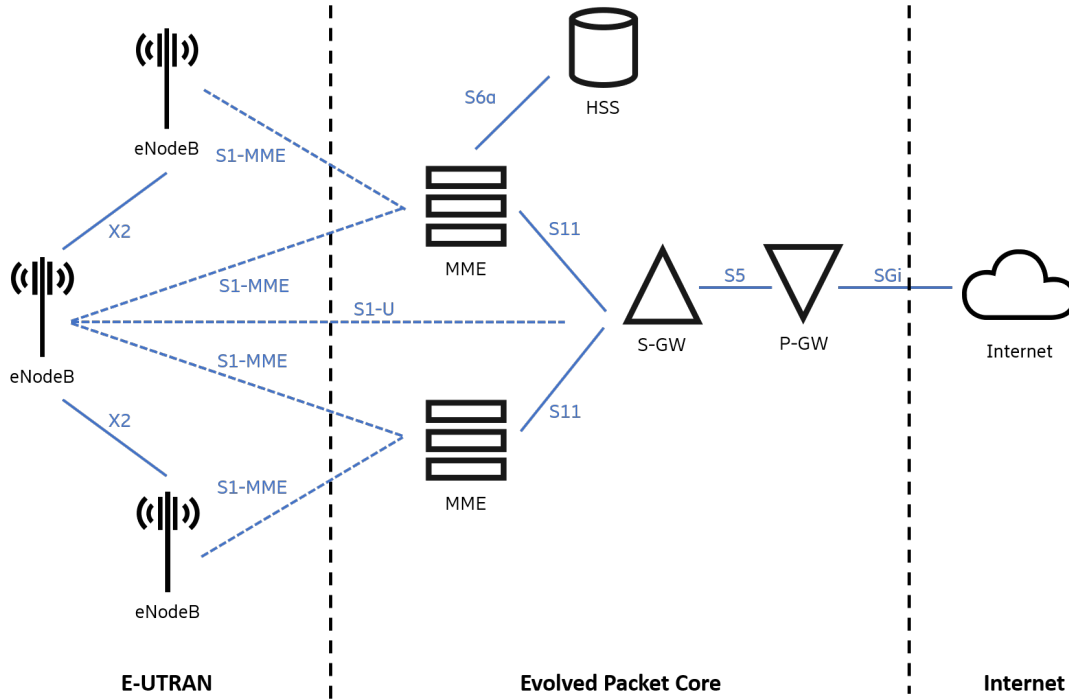 HSS
S6a
eNodeB
S1-MME
X2
S11
MME
S1-MME
S5
SGi
S1-U
S-GW
P-GW
Internet
eNodeB
S1-MME
X2
S11
S1-MME
MME
eNodeB
E-UTRAN
Evolved Packet Core
Internet